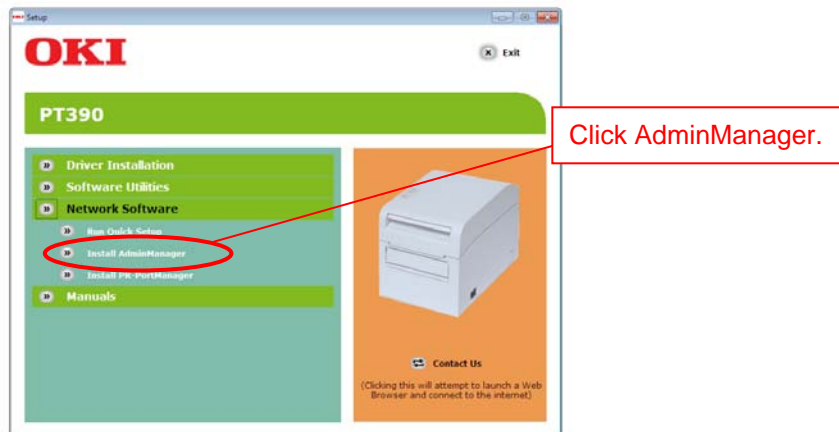 Setup
OKI
Exit
PT390
Click AdminManager.
Driver Installation
Software Utilities
Network Software
Run Quick Setup
Install AdminManager
Install PR-PortManager
Manuals
Contact Us
(Clicking this will attempt to launch a Web
Browser and connect to the internet)